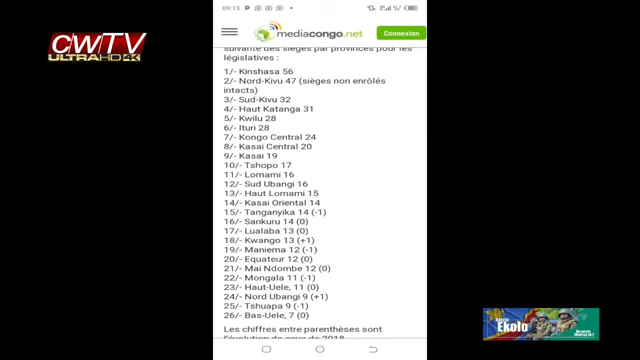 09:13
CWTV
ULTRAHD4K
mediacongo.net
Connexion
suivante des sièges par provinces pour les
législatives :
1/- Kinshasa 56
2/- Nord-Kivu 47 (sièges non enrôlés
intacts)
3/- Sud-Kivu 32
4/- Haut Katanga 31
5/- Kwilu 28
6/- Ituri 28
7/- Kongo Central 24
8/- Kasai Central 20
9/- Kasai 19
10/- Tshopo 17
11/- Lomami 16
12/- Sud Ubangi 16
13/- Haut Lomami 15
14/- Kasai Oriental 14
15/- Tanganyika 14 (-1)
16/- Sankuru 14 (0)
17/- Lualaba 13 (0)
18/- Kwango 13 (+1)
19/- Maniema 12 (-1)
20/- Equateur 12 (0)
21/- Mai Ndombe 12 (0)
22/- Mongala 11 (-1)
23/- Haut-Uele, 11 (0)
24/- Nord Ubangi 9 (+1)
25/- Tshuapa 9 (-1)
26/- Bas-Uele, 7 (0)
Les chiffres entre parenthèses sont
l'évolution de ceux de 2018
Ekolo